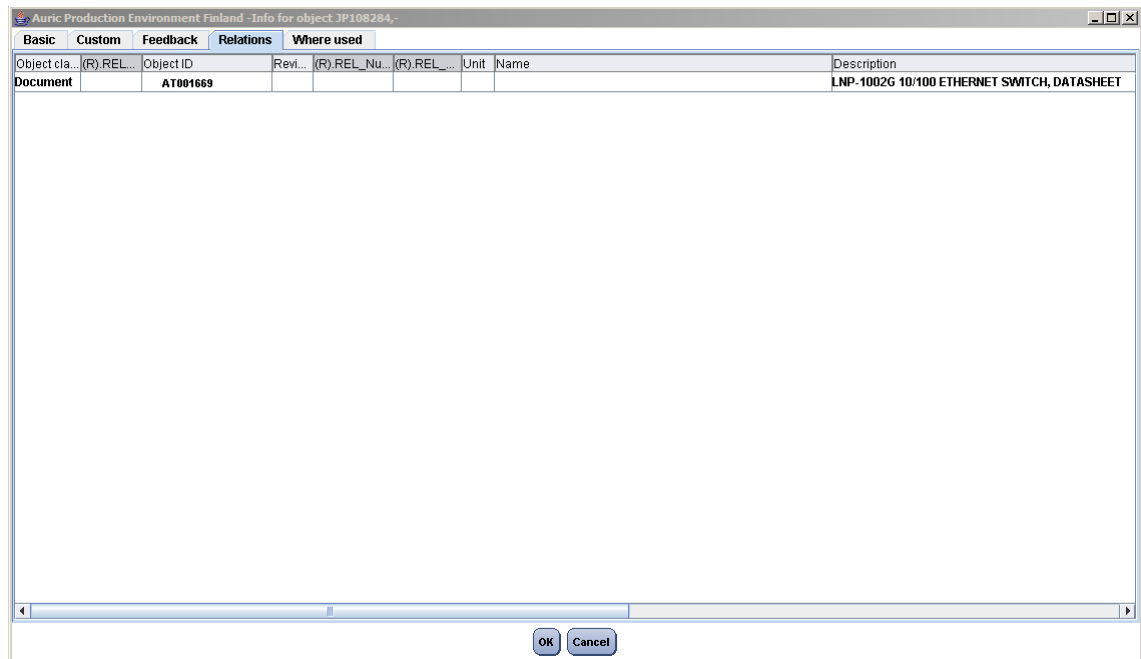 Auric Production Environment Finland -Info for object JP108284,-
Basic Custom Feedback Relations Where used
Object cla... (R).REL... Object ID Revi... (R).REL_Nu... (R).REL_... Unit Name Description
Document AT001669 LNP-1002G 10/100 ETHERNET SWITCH, DATASHEET
OK Cancel